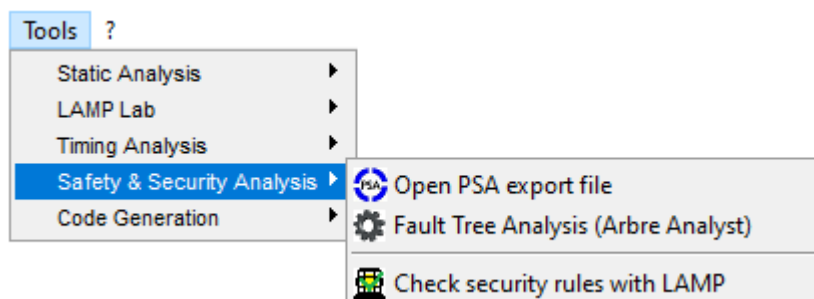 Tools ?
Static Analysis
LAMP Lab
Timing Analysis
Safety & Security Analysis
Code Generation
PSA Open PSA export file
Fault Tree Analysis (Arbre Analyst)
Check security rules with LAMP